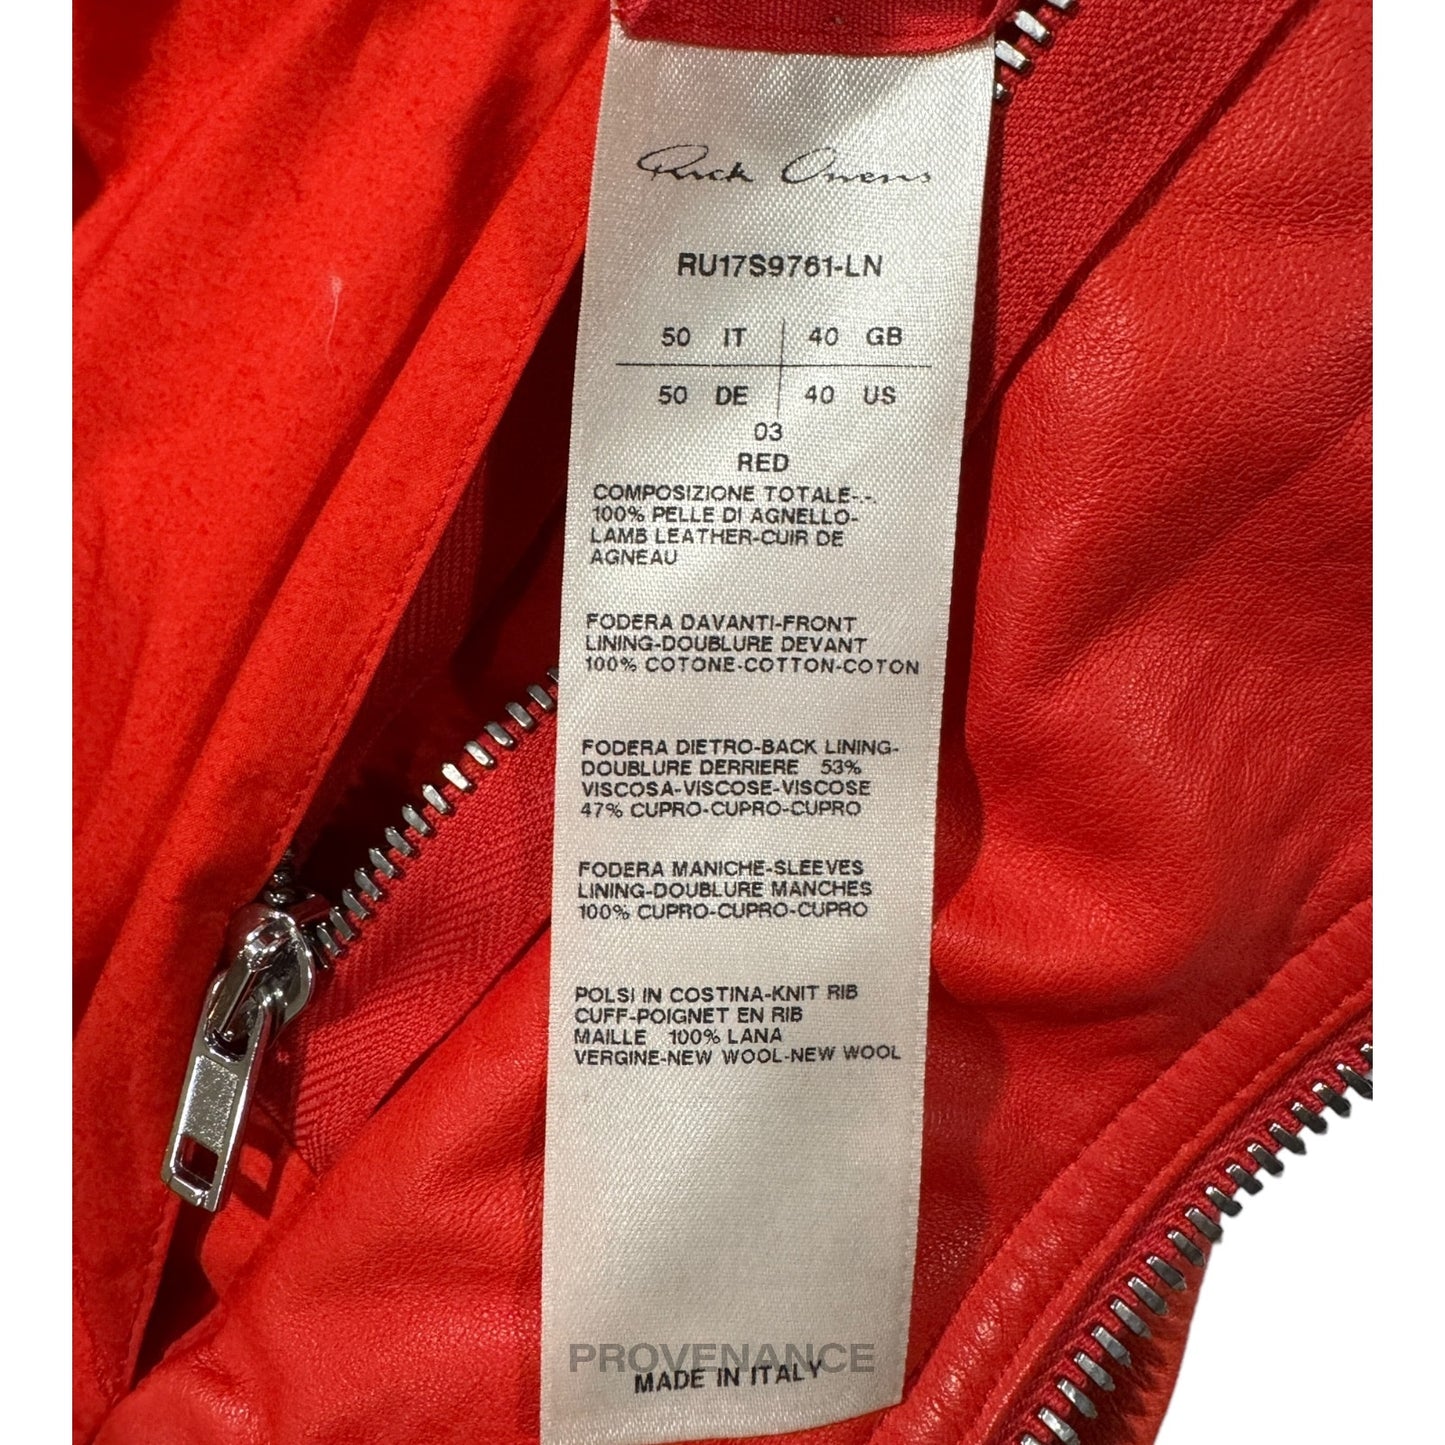 Rick Owens
RU17S9761-LN
50 IT 40 GB
50 DE 40 US
03
RED
COMPOSIZIONE TOTALE-.-.
100% PELLE DI AGNELLO-
LAMB LEATHER-CUIR DE
AGNEAU
FODERA DAVANTI-FRONT
LINING-DOUBLURE DEVANT
100% COTONE-COTTON-COTON
FODERA DIETRO-BACK LINING-
DOUBLURE DERRIERE 53%
VISCOSA-VISCOSE-VISCOSE
47% CUPRO-CUPRO-CUPRO
FODERA MANICHE-SLEEVES
LINING-DOUBLURE MANCHES
100% CUPRO-CUPRO-CUPRO
POLSI IN COSTINA-KNIT RIB
CUFF-POIGNET EN RIB
MAILLE 100% LANA
VERGINE-NEW WOOL-NEW WOOL
PROVENANCE
MADE IN ITALY